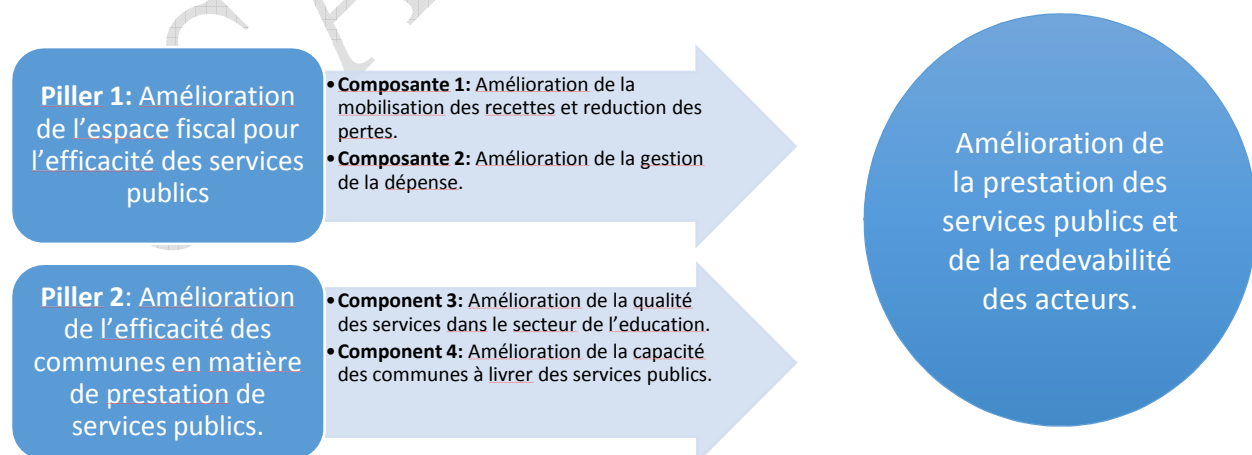 Piller 1: Amélioration
de l'espace fiscal pour
l'efficacité des services
publics
•Composante 1: Amélioration de la
mobilisation des recettes et reduction des
pertes.
•Composante 2: Amélioration de la gestion
de la dépense.
Piller 2: Amélioration
de l'efficacité des
communes en matière
de prestation de
services publics.
•Component 3: Amélioration de la qualité
des services dans le secteur de l'education.
•Component 4: Amélioration de la capacité
des communes à livrer des services publics.
Amélioration de
la prestation des
services publics et
de la redevabilité
des acteurs.